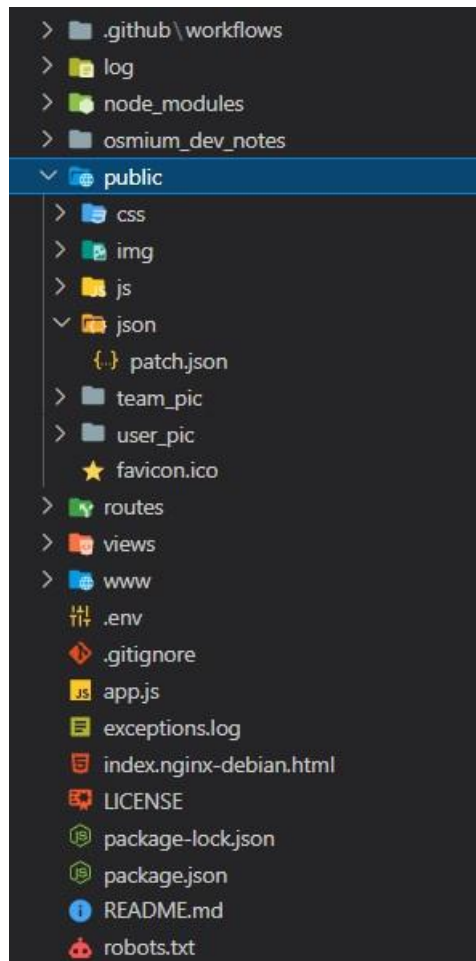 .github\workflows
log
node_modules
osmium_dev_notes
public
css
img
js
json
patch.json
team_pic
user_pic
favicon.ico
routes
views
www
.env
.gitignore
app.js
exceptions.log
index.nginx-debian.html
LICENSE
package-lock.json
package.json
README.md
robots.txt